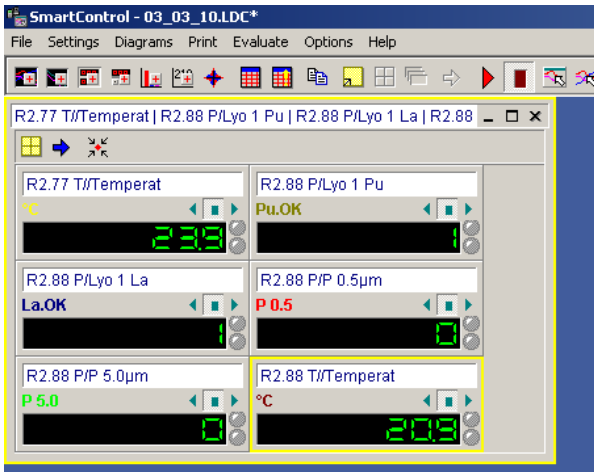 SmartControl - 03_03_10.LDC*
File Settings Diagrams Print Evaluate Options Help
R2.77 T//Temperat | R2.88 P/Lyo 1 Pu | R2.88 P/Lyo 1 La | R2.88
R2.77 T//Temperat
°C
23.9
R2.88 P/Lyo 1 Pu
Pu.OK
1
R2.88 P/Lyo 1 La
La.OK
1
R2.88 P/P 0.5µm
P 0.5
0
R2.88 P/P 5.0µm
P 5.0
0
R2.88 T//Temperat
°C
20.9